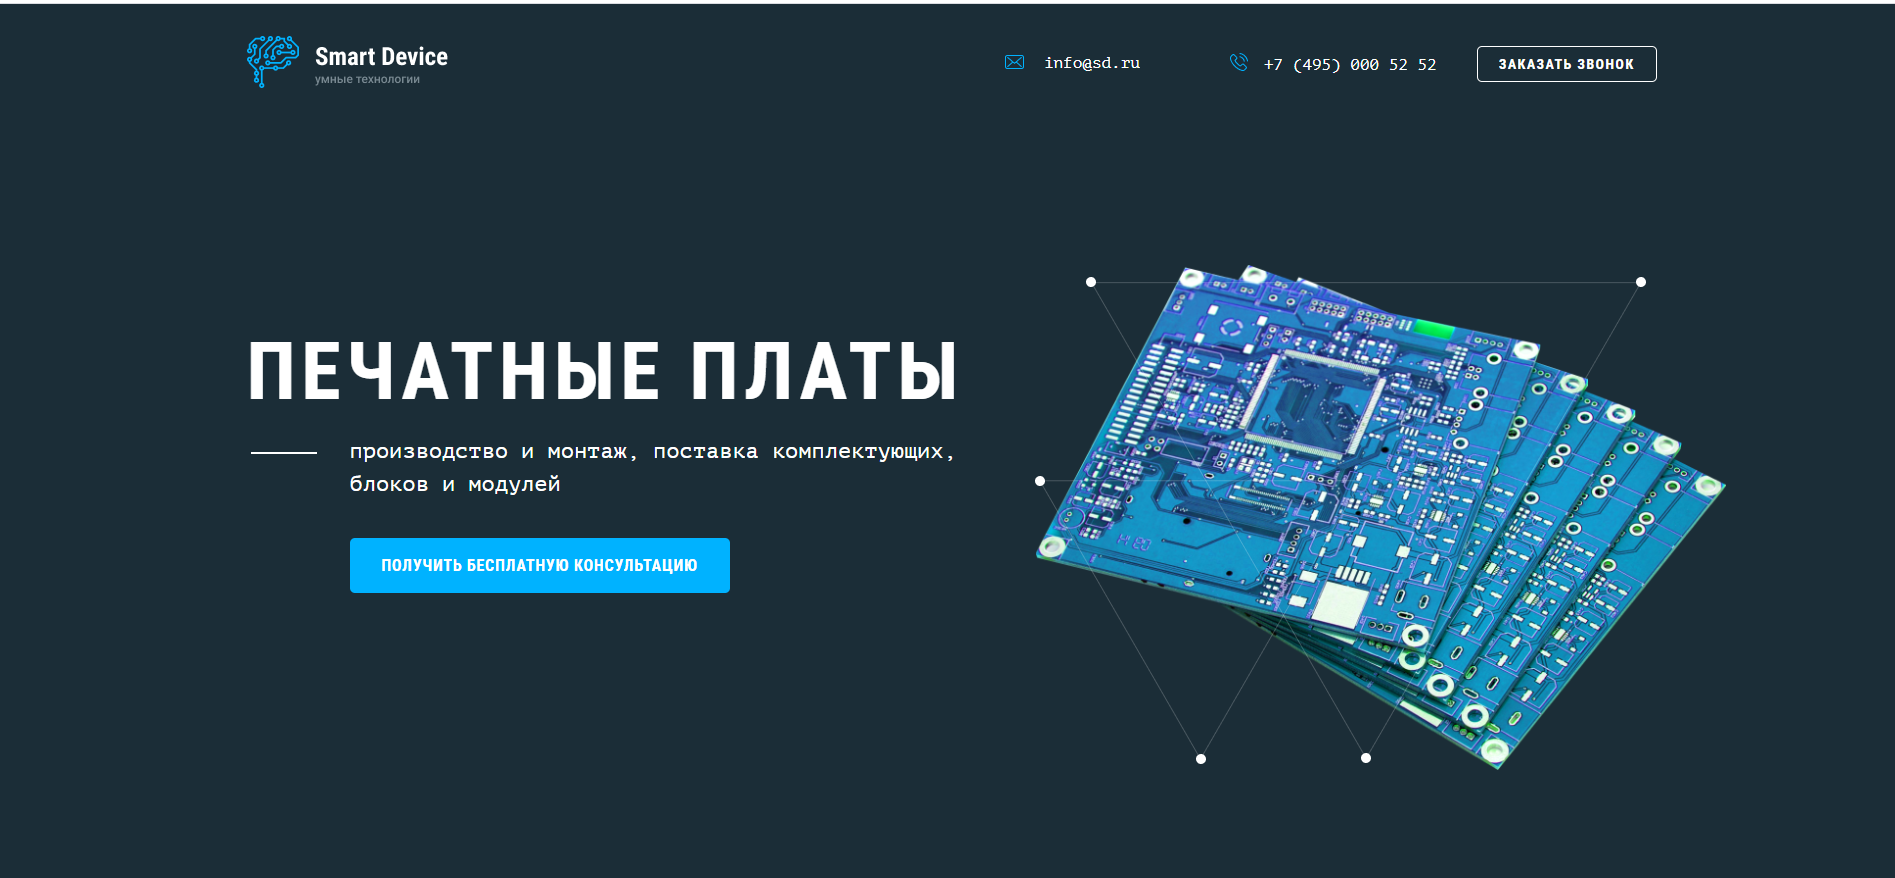 Smart Device
умные технологии
info@sd.ru
+7 (495) 000 52 52
ЗАКАЗАТЬ ЗВОНОК
ПЕЧАТНЫЕ ПЛАТЫ
производство и монтаж, поставка комплектующих,
блоков и модулей
ПОЛУЧИТЬ БЕСПЛАТНУЮ КОНСУЛЬТАЦИЮ